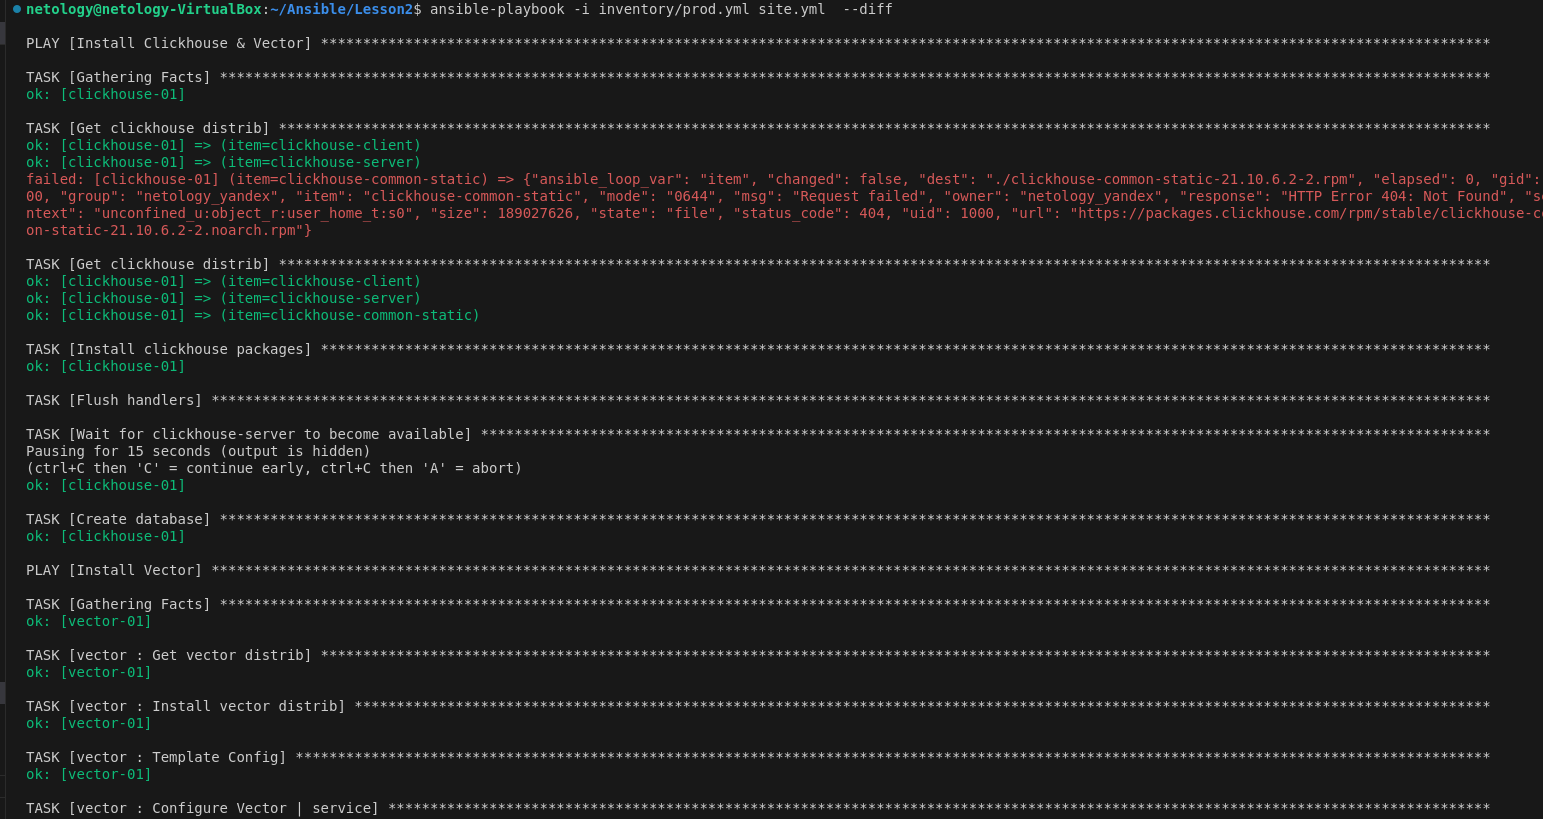 netology@netology-VirtualBox:~/Ansible/Lesson2$ ansible-playbook -i inventory/prod.yml site.yml  --diff
PLAY [Install Clickhouse & Vector] *******************************************************************************************************************************************
TASK [Gathering Facts] *******************************************************************************************************************************************************
ok: [clickhouse-01]
TASK [Get clickhouse distrib] ************************************************************************************************************************************************
ok: [clickhouse-01] => (item=clickhouse-client)
ok: [clickhouse-01] => (item=clickhouse-server)
failed: [clickhouse-01] (item=clickhouse-common-static) => {"ansible_loop_var": "item", "changed": false, "dest": "./clickhouse-common-static-21.10.6.2-2.rpm", "elapsed": 0, "gid":
00, "group": "netology_yandex", "item": "clickhouse-common-static", "mode": "0644", "msg": "Request failed", "owner": "netology_yandex", "response": "HTTP Error 404: Not Found", "s
ntext": "unconfined_u:object_r:user_home_t:s0", "size": 189027626, "state": "file", "status_code": 404, "uid": 1000, "url": "https://packages.clickhouse.com/rpm/stable/clickhouse-c
on-static-21.10.6.2-2.noarch.rpm"}
TASK [Get clickhouse distrib] ************************************************************************************************************************************************
ok: [clickhouse-01] => (item=clickhouse-client)
ok: [clickhouse-01] => (item=clickhouse-server)
ok: [clickhouse-01] => (item=clickhouse-common-static)
TASK [Install clickhouse packages] *******************************************************************************************************************************************
ok: [clickhouse-01]
TASK [Flush handlers] ********************************************************************************************************************************************************
TASK [Wait for clickhouse-server to become available] ************************************************************************************************************************
Pausing for 15 seconds (output is hidden)
(ctrl+C then 'C' = continue early, ctrl+C then 'A' = abort)
ok: [clickhouse-01]
TASK [Create database] *******************************************************************************************************************************************************
ok: [clickhouse-01]
PLAY [Install Vector] ********************************************************************************************************************************************************
TASK [Gathering Facts] *******************************************************************************************************************************************************
ok: [vector-01]
TASK [vector : Get vector distrib] *******************************************************************************************************************************************
ok: [vector-01]
TASK [vector : Install vector distrib] ***************************************************************************************************************************************
ok: [vector-01]
TASK [vector : Template Config] **********************************************************************************************************************************************
ok: [vector-01]
TASK [vector : Configure Vector | service] ***********************************************************************************************************************************